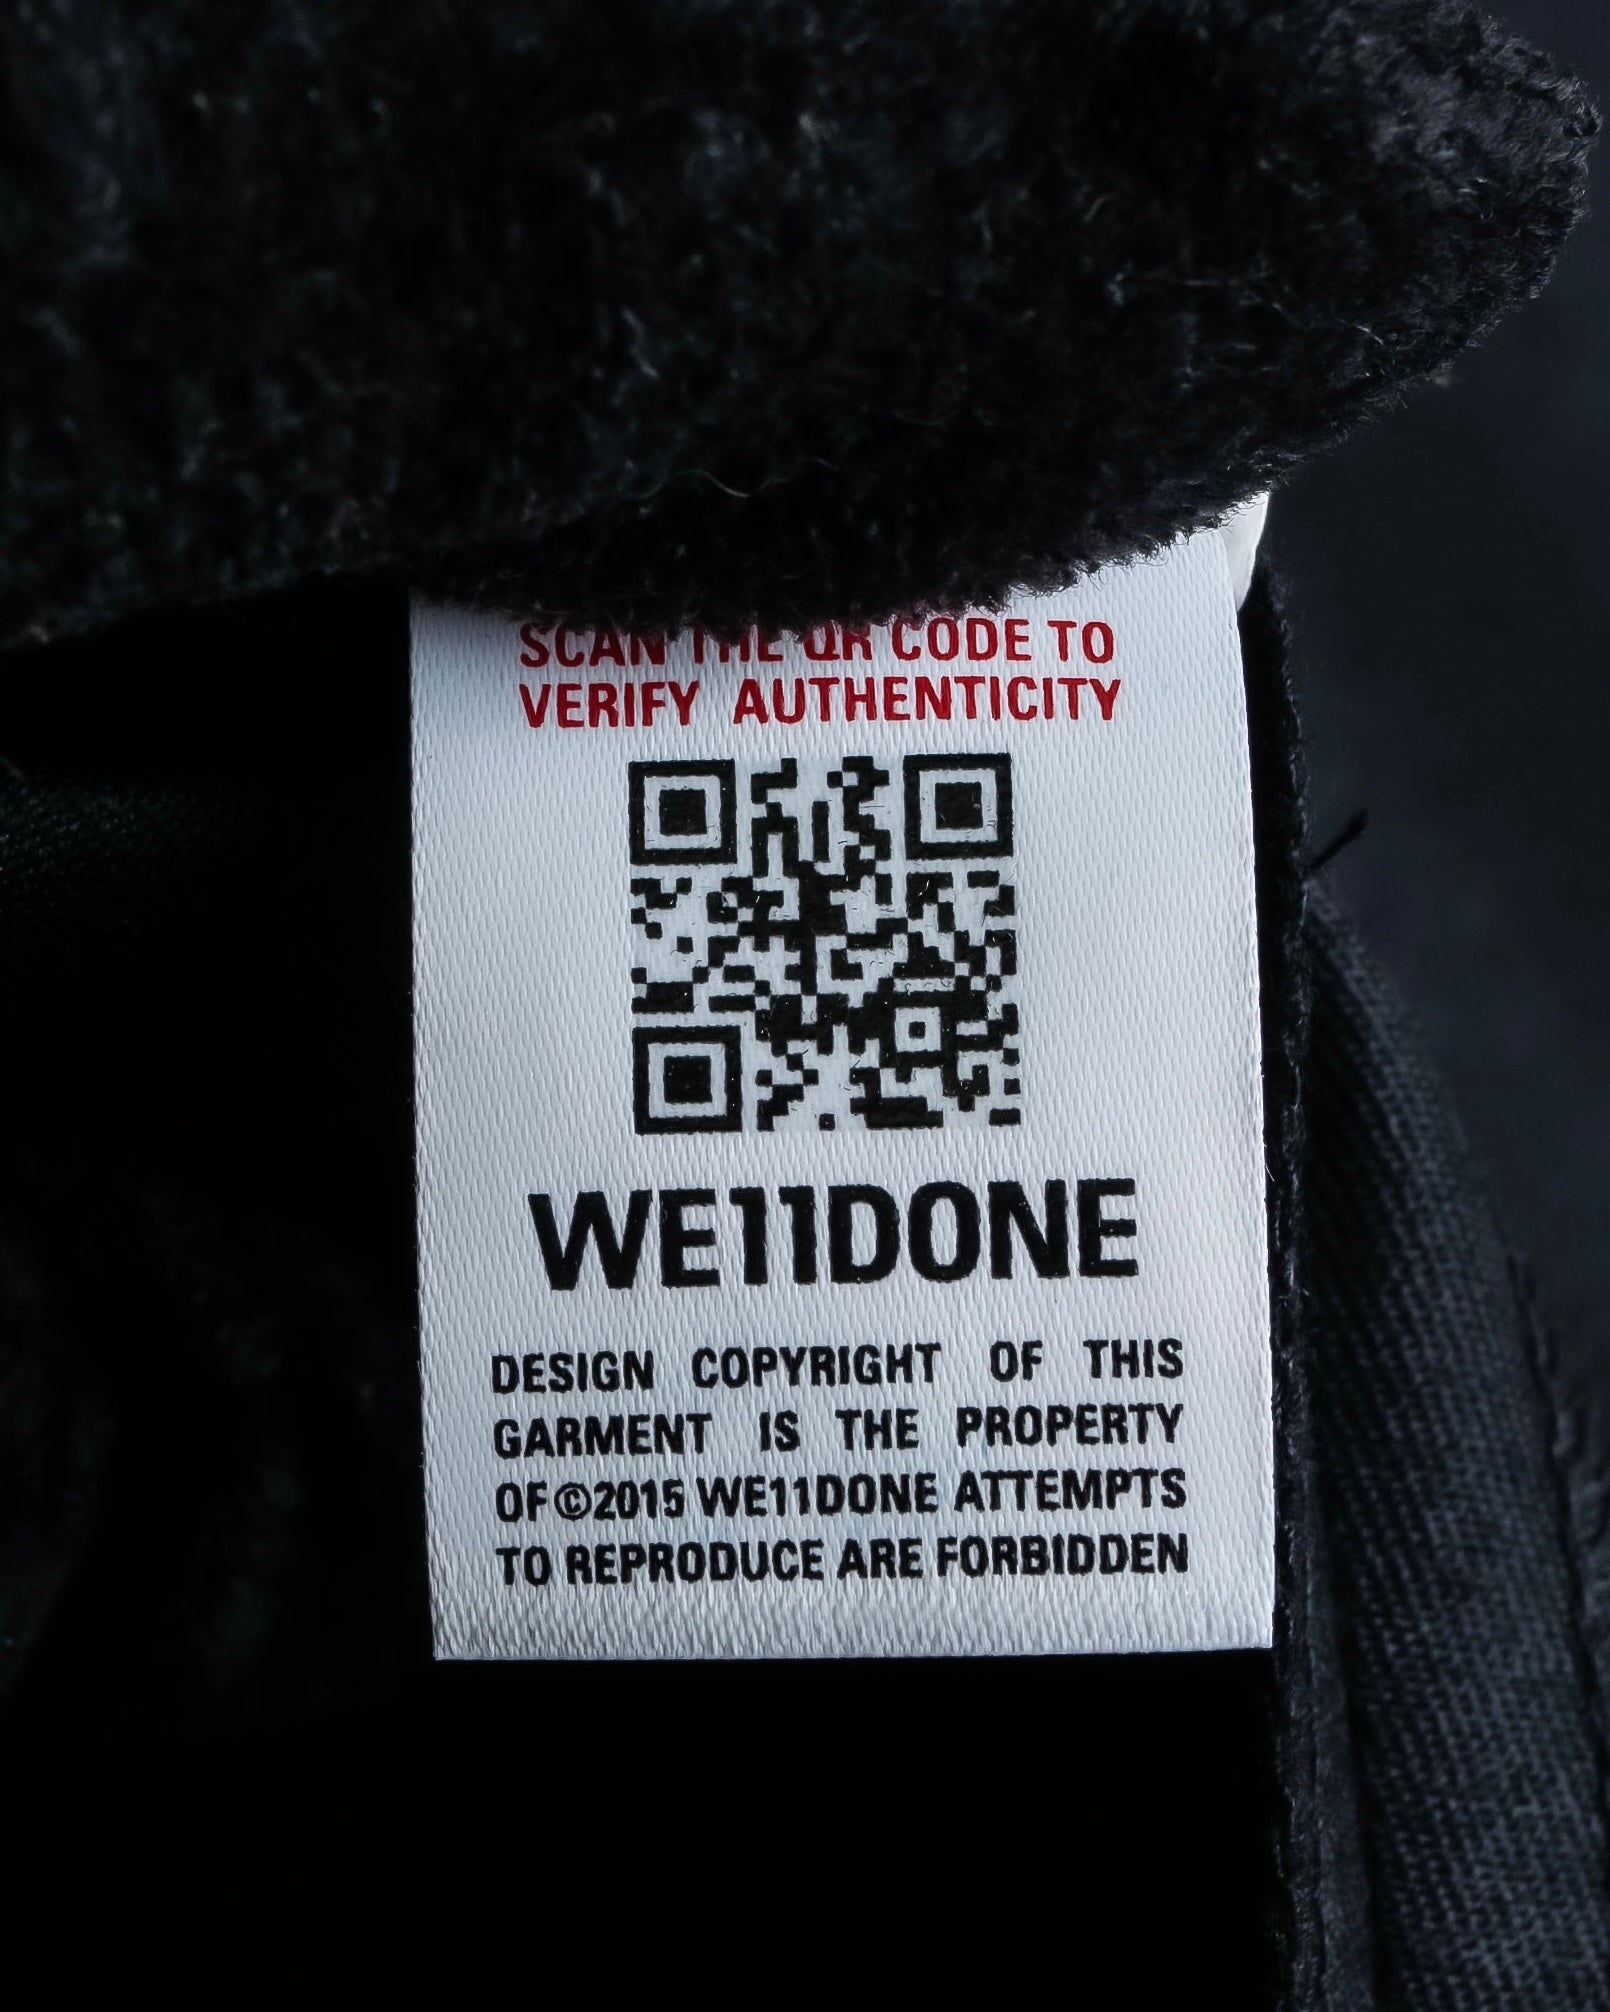 SCAN THE QR CODE TO
VERIFY AUTHENTICITY
WE11DONE
DESIGN COPYRIGHT OF THIS
GARMENT IS THE PROPERTY
OF ©2015 WE11DONE ATTEMPTS
TO REPRODUCE ARE FORBIDDEN